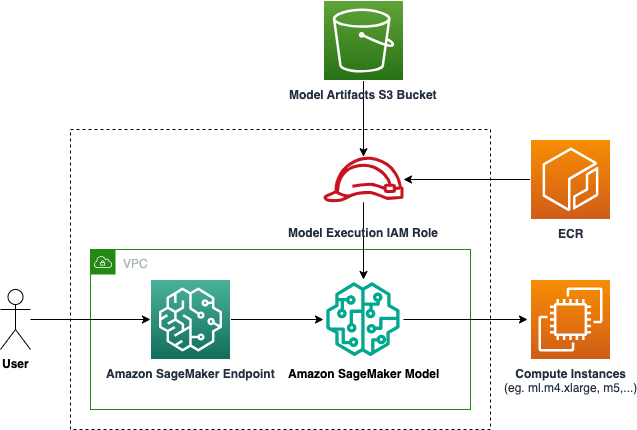 Model Artifacts S3 Bucket
Model Execution IAM Role
ECR
VPC
User
Amazon SageMaker Endpoint
Amazon SageMaker Model
Compute Instances
(eg. ml.m4.xlarge, m5,...)